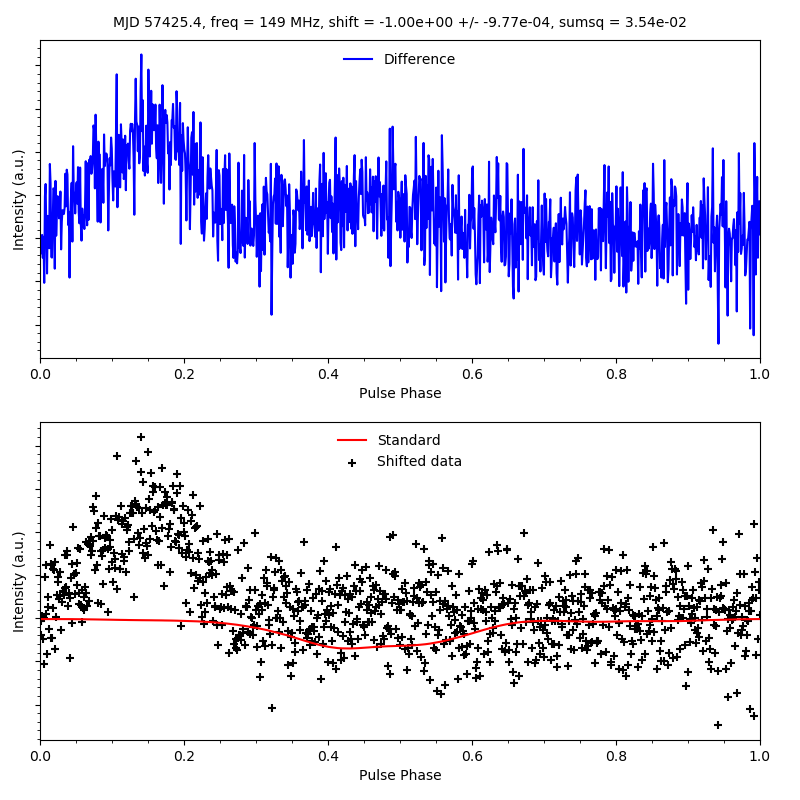 MJD 57425.4, freq = 149 MHz, shift = -1.00e+00 +/- -9.77e-04, sumsq = 3.54e-02
Difference
Intensity (a.u.)
0.0 0.2 0.4 0.6 0.8 1.0
Pulse Phase
Standard
Shifted data
Intensity (a.u.)
0.0 0.2 0.4 0.6 0.8 1.0
Pulse Phase